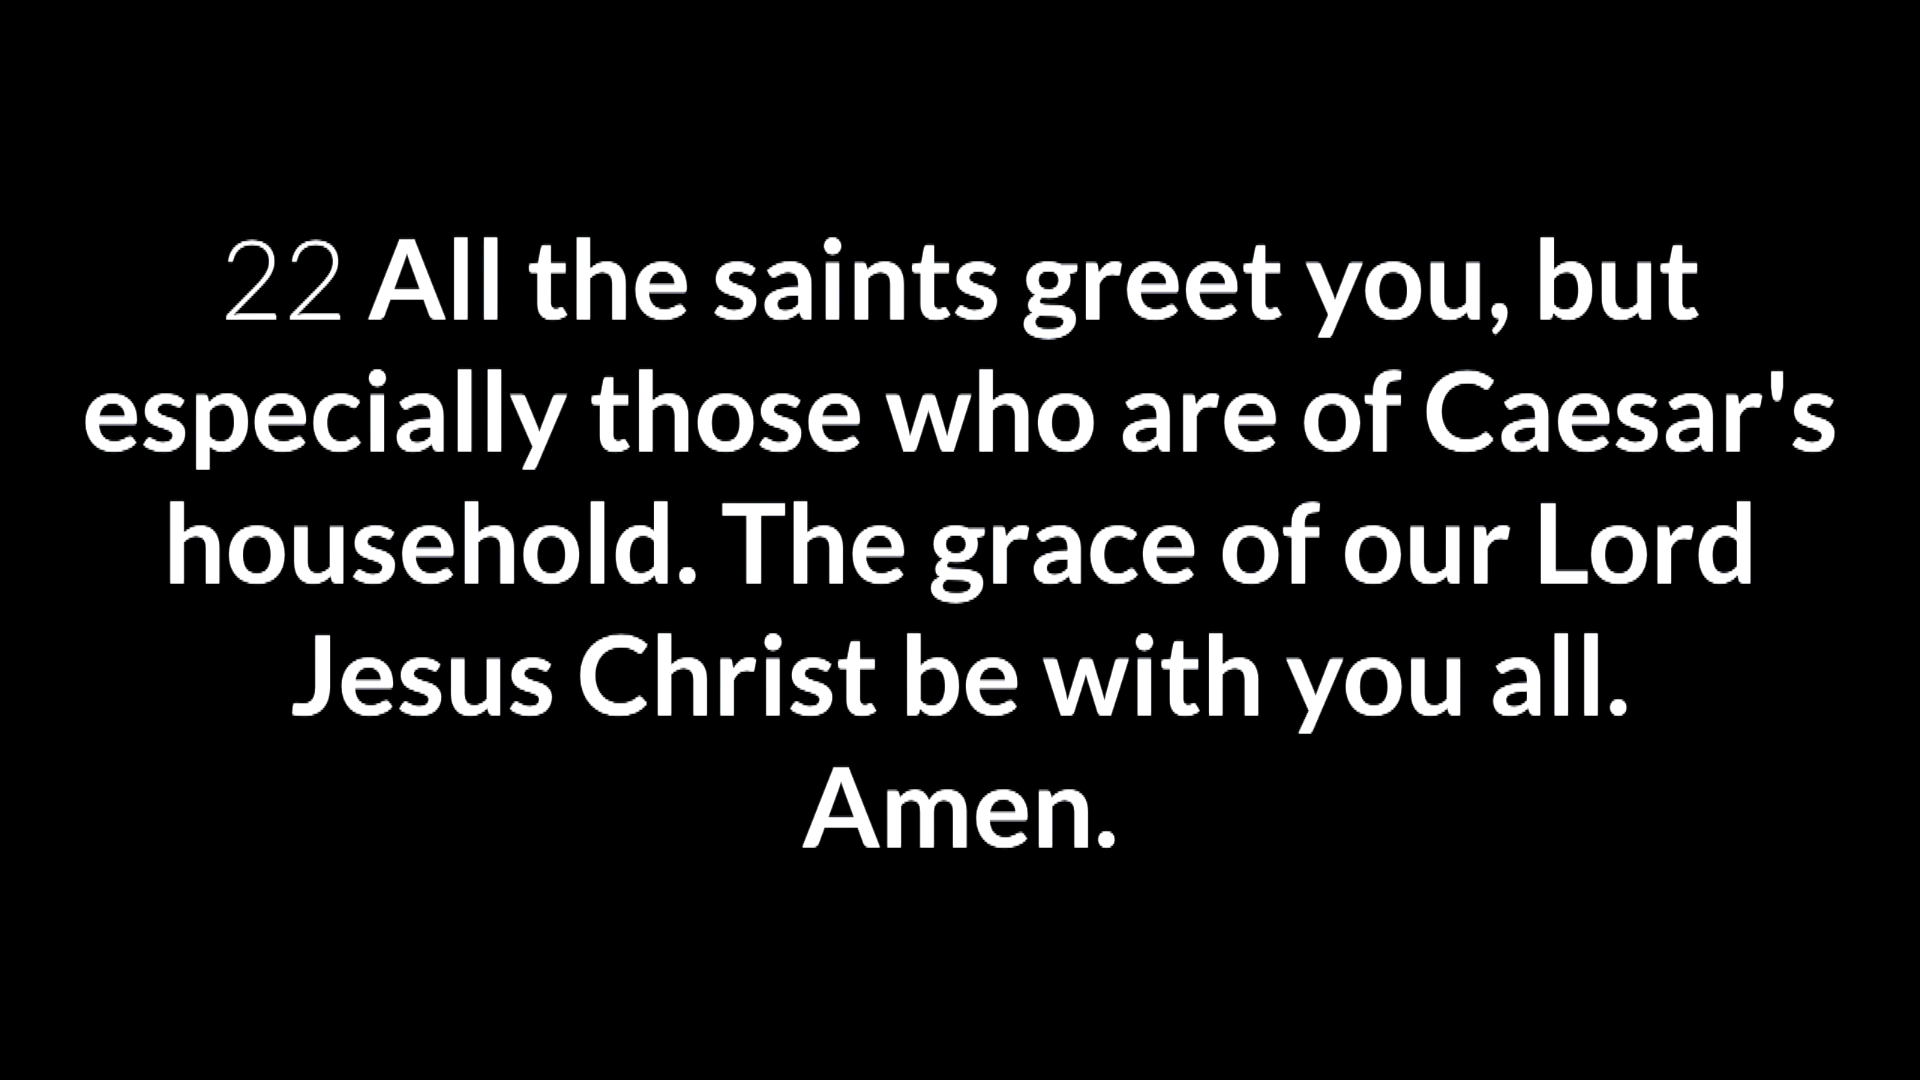 22 All the saints greet you, but
especially those who are of Caesar's
household. The grace of our Lord
Jesus Christ be with you all.
Amen.